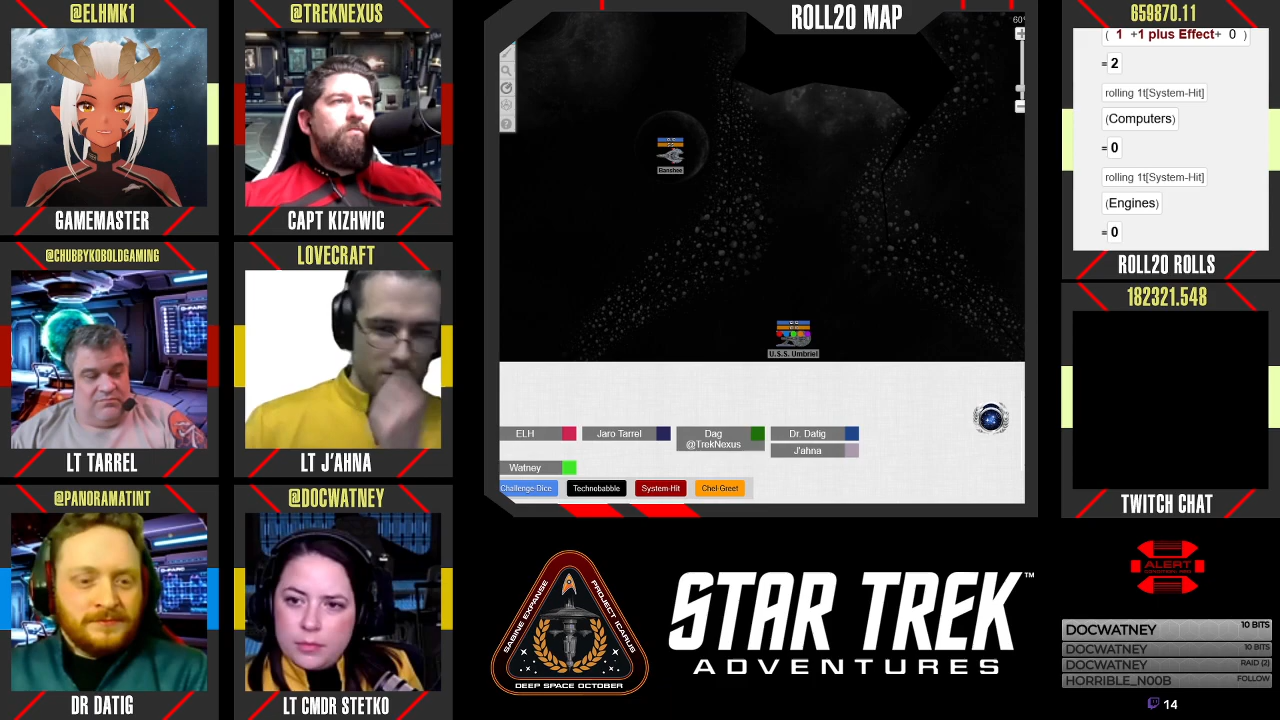 @ELHMK1
GAMEMASTER
@TREKNEXUS
CAPT KIZHWIC
@CHUBBYKOBOLDGAMING
LT TARREL
LOVECRAFT
LT J'AHNA
@PANORAMATINT
DR DATIG
@DOCWATNEY
LT CMDR STETKO
ROLL20 MAP
60%
Banshee
U.S.S. Umbriel
ELH
Jaro Tarrel
Dag
@TrekNexus
Dr. Datig
J'ahna
Watney
Challenge-Dice
Technobabble
System-Hit
Chel-Greet
SABINE EXPANSE
PROJECT ICARUS
DEEP SPACE OCTOBER
STAR TREK™
ADVENTURES
659870.11
( 1 +1 plus Effect+ 0 )
=2
rolling 1t[System-Hit]
(Computers)
=0
rolling 1t[System-Hit]
(Engines)
=0
ROLL20 ROLLS
182321.548
TWITCH CHAT
ALERT
DOCWATNEY 10 BITS
DOCWATNEY 10 BITS
DOCWATNEY RAID (2)
HORRIBLE_N00B FOLLOW
14